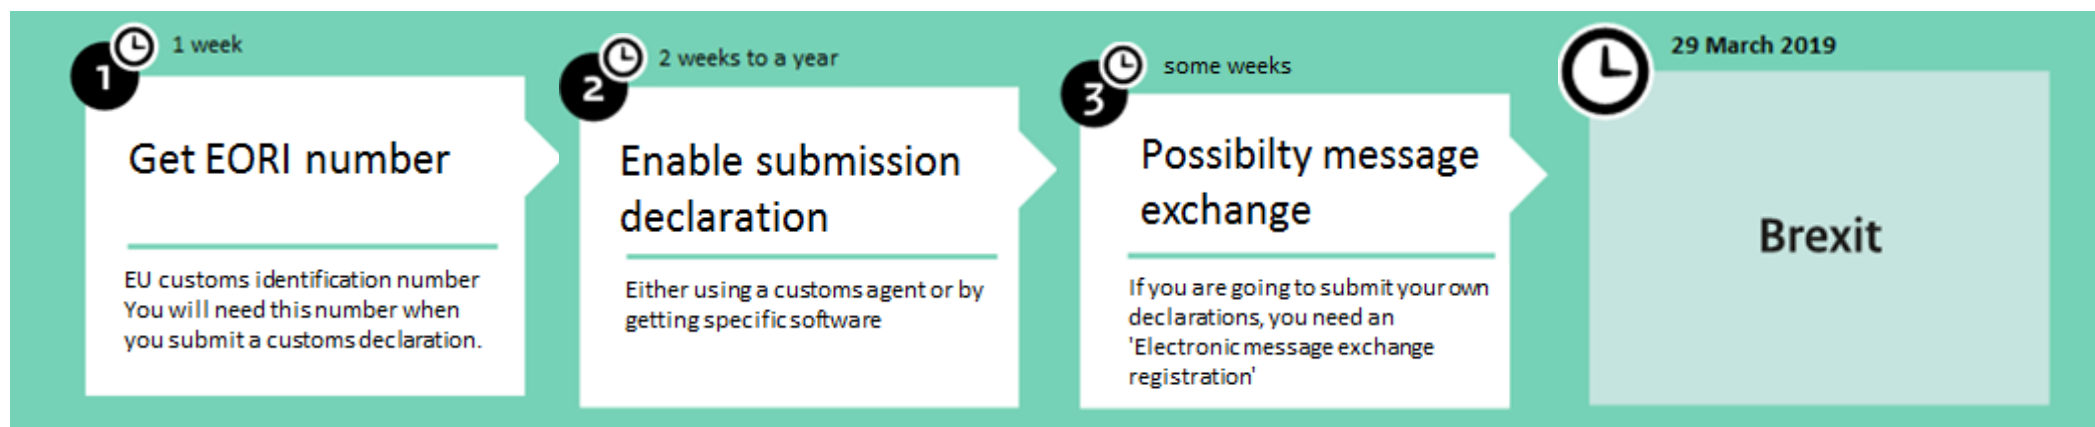 1
1 week
Get EORI number
EU customs identification number
You will need this number when
you submit a customs declaration.
2
2 weeks to a year
Enable submission
declaration
Either using a customs agent or by
getting specific software
3
some weeks
Possibilty message
exchange
If you are going to submit your own
declarations, you need an
'Electronic message exchange
registration'
29 March 2019
Brexit